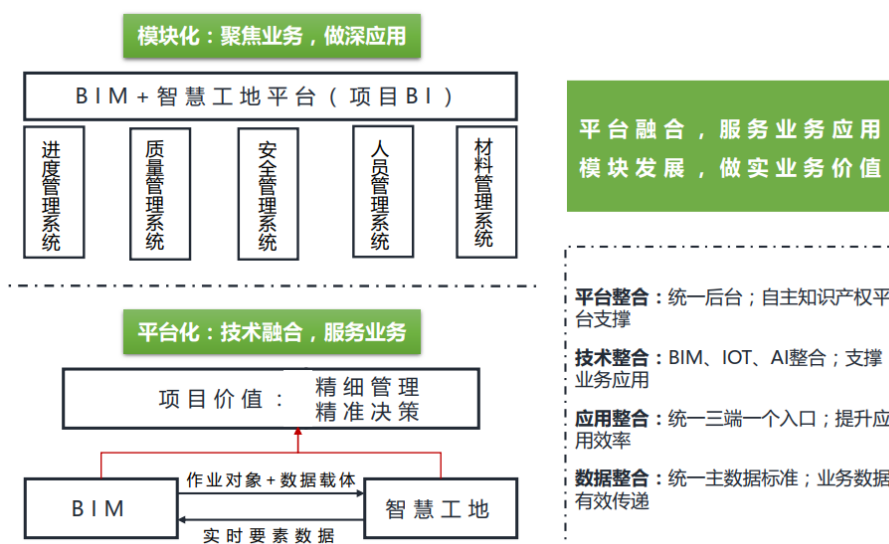 模块化：聚焦业务，做深应用
BIM+智慧工地平台（项目BI）
进度管理系统
质量管理系统
安全管理系统
人员管理系统
材料管理系统
平台化：技术融合，服务业务
项目价值：
精细管理
精准决策
BIM
作业对象+数据载体
实时要素数据
智慧工地
平台融合，服务业务应用
模块发展，做实业务价值
平台整合：统一后台；自主知识产权平
台支撑
技术整合：BIM、IOT、AI整合；支撑
业务应用
应用整合：统一三端一个入口；提升应
用效率
数据整合：统一主数据标准；业务数据
有效传递